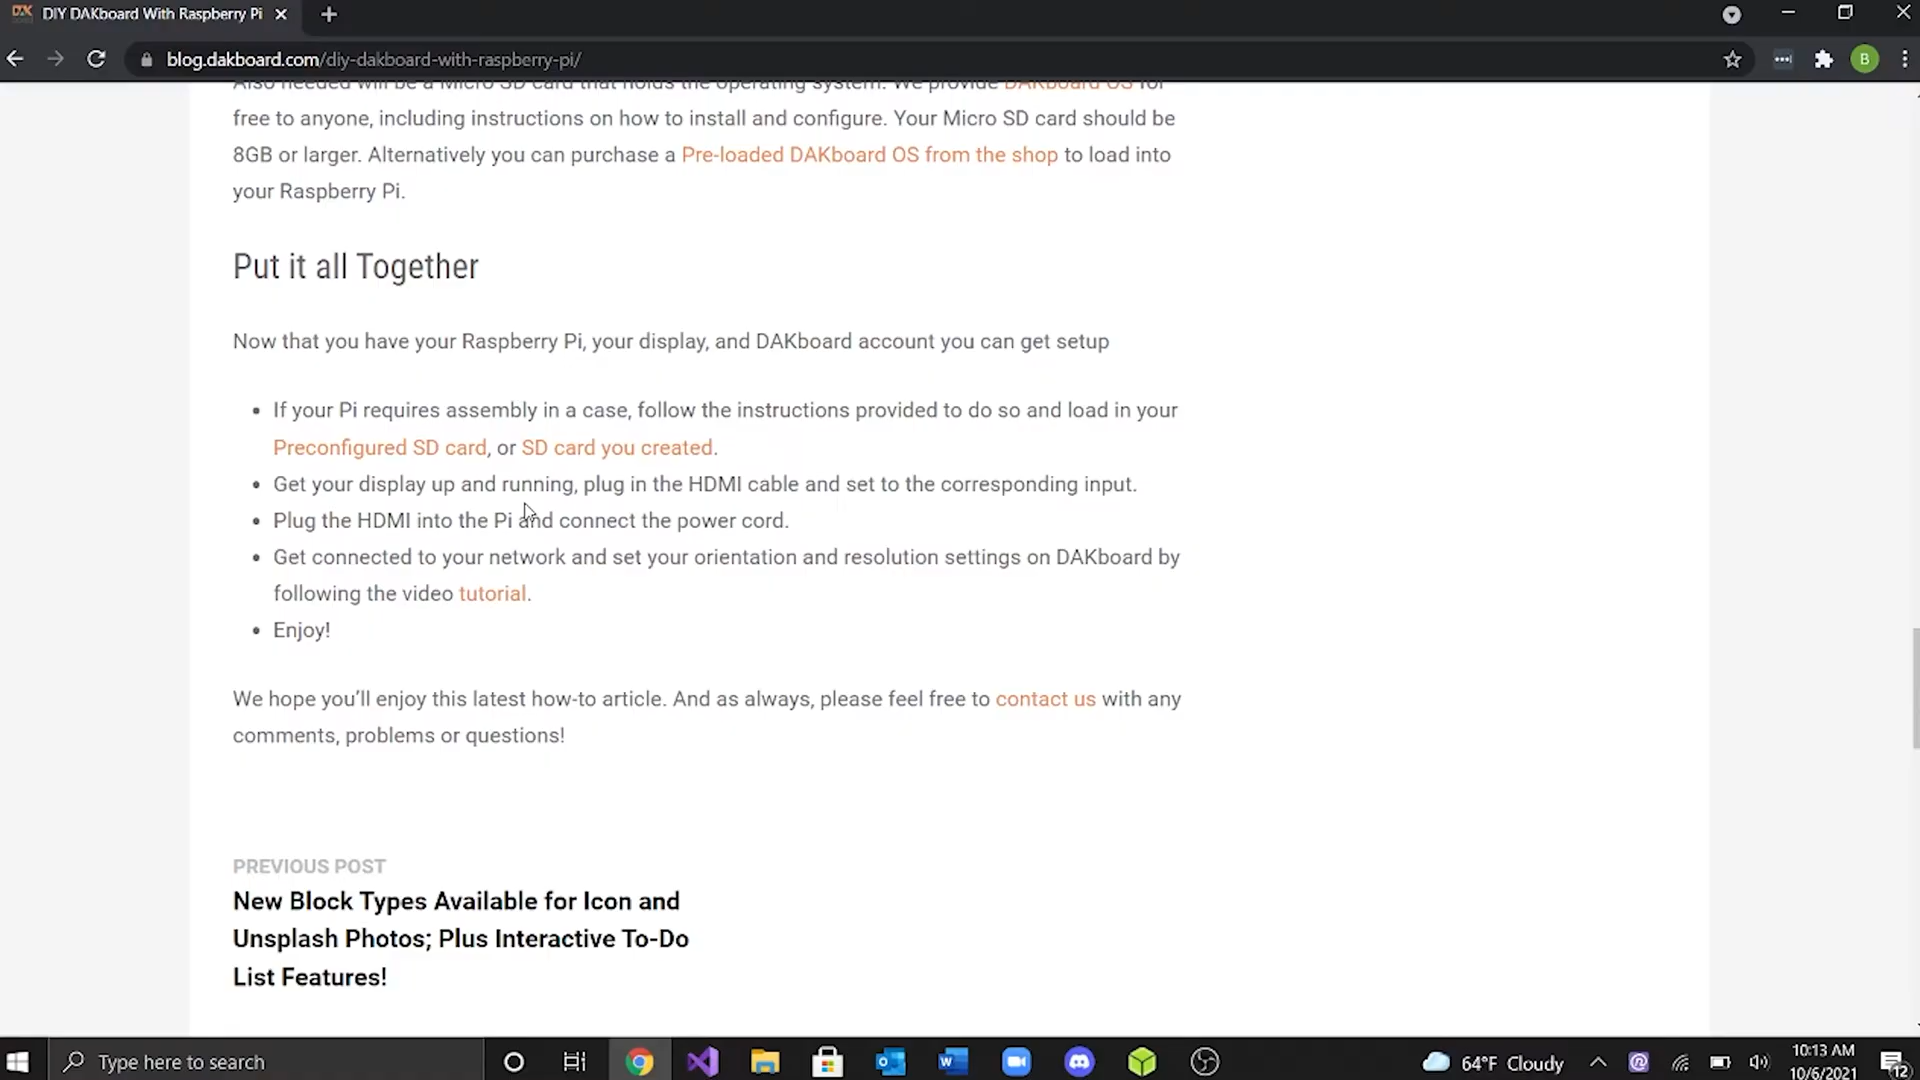 DIY DAKboard With Raspberry Pi
blog.dakboard.com/diy-dakboard-with-raspberry-pi/
B
Also needed will be a Micro SD card that holds the operating system. We provide DAKboard OS for
free to anyone, including instructions on how to install and configure. Your Micro SD card should be
8GB or larger. Alternatively you can purchase a Pre-loaded DAKboard OS from the shop to load into
your Raspberry Pi.
Put it all Together
Now that you have your Raspberry Pi, your display, and DAKboard account you can get setup
• If your Pi requires assembly in a case, follow the instructions provided to do so and load in your
Preconfigured SD card, or SD card you created.
• Get your display up and running, plug in the HDMI cable and set to the corresponding input.
• Plug the HDMI into the Pi and connect the power cord.
• Get connected to your network and set your orientation and resolution settings on DAKboard by
following the video tutorial.
• Enjoy!
We hope you’ll enjoy this latest how-to article. And as always, please feel free to contact us with any
comments, problems or questions!
PREVIOUS POST
New Block Types Available for Icon and
Unsplash Photos; Plus Interactive To-Do
List Features!
Type here to search
64°F Cloudy
10:13 AM
10/6/2021
12